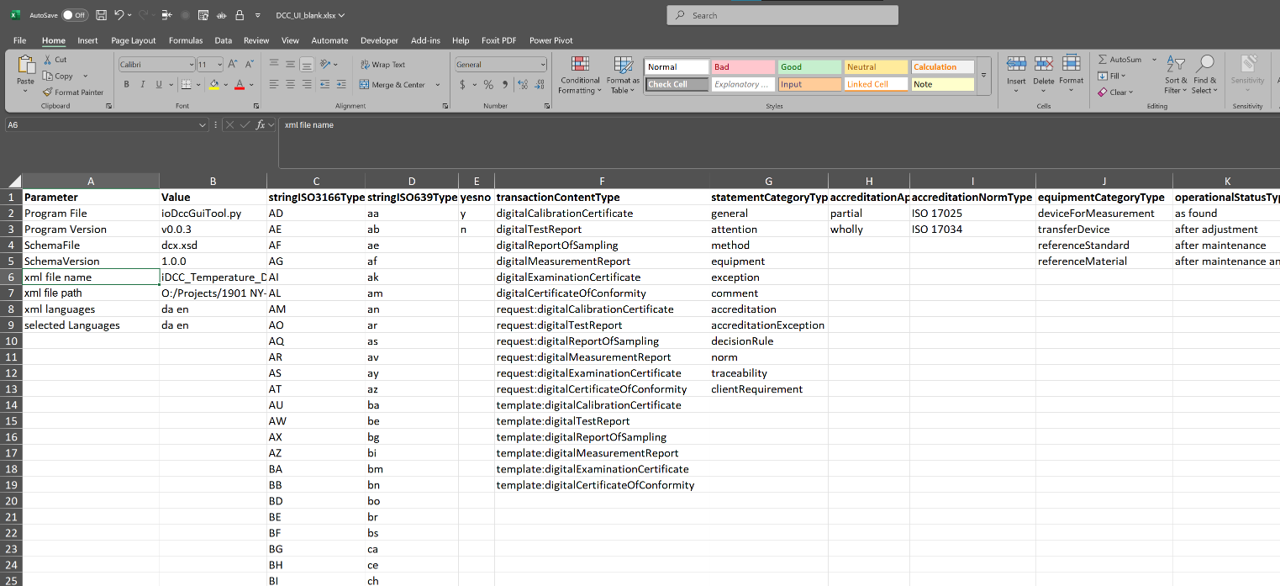 AutoSave Off DCC_UI_blank.xlsx Search
File Home Insert Page Layout Formulas Data Review View Automate Developer Add-ins Help Foxit PDF Power Pivot
Paste Cut Copy Format Painter Clipboard
Calibri 11 B I U A Font
Wrap Text Merge & Center Alignment
General $ % Number
Conditional Formatting Format as Table
Normal Bad Good Neutral Calculation
Check Cell Explanatory ... Input Linked Cell Note
Styles
Insert Delete Format Cells
AutoSum Fill Clear Sort & Filter Find & Select Editing
Sensitivity Sensitivity
A6 fx xml file name
A B C D E F G H I J K
1 Parameter Value stringISO3166Type stringISO639Type yesno transactionContentType statementCategoryTyp accreditationAp accreditationNormType equipmentCategoryType operationalStatusTyp
2 Program File ioDccGuiTool.py AD aa y digitalCalibrationCertificate general partial ISO 17025 deviceForMeasurement as found
3 Program Version v0.0.3 AE ab n digitalTestReport attention wholly ISO 17034 transferDevice after adjustment
4 SchemaFile dcx.xsd AF ae digitalReportOfSampling method referenceStandard after maintenance
5 SchemaVersion 1.0.0 AG af digitalMeasurementReport equipment referenceMaterial after maintenance an
6 xml file name iDCC_Temperature_D AI ak digitalExaminationCertificate exception
7 xml file path O:/Projects/1901 NY- AL am digitalCertificateOfConformity comment
8 xml languages da en AM an request:digitalCalibrationCertificate accreditation
9 selected Languages da en AO ar request:digitalTestReport accreditationException
10 AQ as request:digitalReportOfSampling decisionRule
11 AR av request:digitalMeasurementReport norm
12 AS ay request:digitalExaminationCertificate traceability
13 AT az request:digitalCertificateOfConformity clientRequirement
14 AU ba template:digitalCalibrationCertificate
15 AW be template:digitalTestReport
16 AX bg template:digitalReportOfSampling
17 AZ bi template:digitalMeasurementReport
18 BA bm template:digitalExaminationCertificate
19 BB bn template:digitalCertificateOfConformity
20 BD bo
21 BE br
22 BF bs
23 BG ca
24 BH ce
25 BI ch